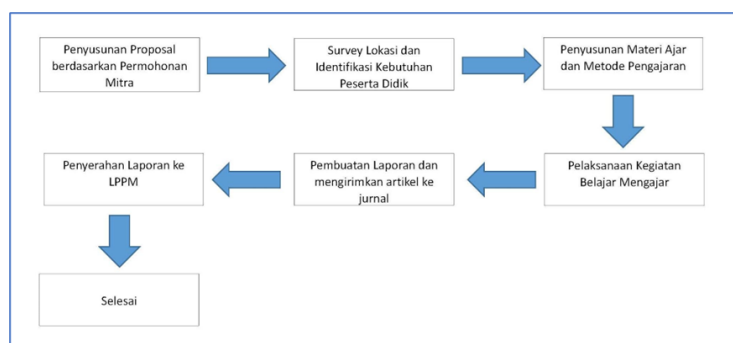 Penyusunan Proposal
berdasarkan Permohonan
Mitra
Survey Lokasi dan
Identifikasi Kebutuhan
Peserta Didik
Penyusunan Materi Ajar
dan Metode Pengajaran
Pelaksanaan Kegiatan
Belajar Mengajar
Pembuatan Laporan dan
mengirimkan artikel ke
jurnal
Penyerahan Laporan ke
LPPM
Selesai